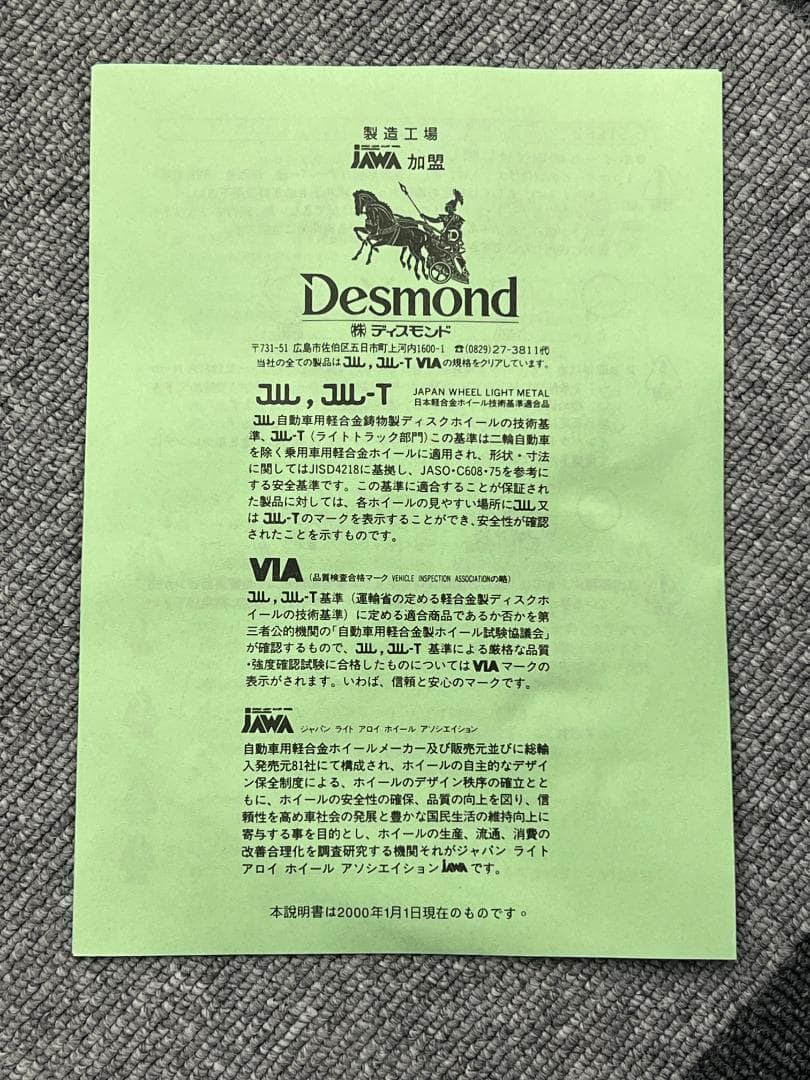 製造工場
JAWA 加盟
Desmond
㈱ ディスモンド
〒731-51 広島市佐伯区五日市町上河内1600-1 ☎(0829)27-3811代
当社の全ての製品はJWL, JWL-T VIAの規格をクリアしています。
JWL, JWL-T JAPAN WHEEL LIGHT METAL
日本軽合金ホイール技術基準適合品
JWL自動車用軽合金鋳物製ディスクホイールの技術基
準、JWL-T(ライトトラック部門)この基準は二輪自動車
を除く乗用車用軽合金ホイールに適用され、形状・寸法
に関してはJISD4218に基拠し、JASO・C608・75を参考に
する安全基準です。この基準に適合することが保証され
た製品に対しては、各ホイールの見やすい場所にJWL又
は JWL-Tのマークを表示することができ、安全性が確認
されたことを示すものです。
VIA (品質検査合格マーク VEHICLE INSPECTION ASSOCIATIONの略)
JWL, JWL-T基準(運輸省の定める軽合金製ディスクホ
イールの技術基準)に定める適合商品であるか否かを第
三者公的機関の「自動車用軽合金製ホイール試験協議会」
が確認するもので、JWL, JWL-T 基準による厳格な品質
・強度確認試験に合格したものについてはVIAマークの
表示がされます。いわば、信頼と安心のマークです。
JAWA ジャパン ライト アロイ ホイール アソシエイション
自動車用軽合金ホイールメーカー及び販売元並びに総輸
入発売元81社にて構成され、ホイールの自主的なデザイ
ン保全制度による、ホイールのデザイン秩序の確立とと
もに、ホイールの安全性の確保、品質の向上を図り、信
頼性を高め車社会の発展と豊かな国民生活の維持向上に
寄与する事を目的とし、ホイールの生産、流通、消費の
改善合理化を調査研究する機関それがジャパン ライト
アロイ ホイール アソシエイションJAWAです。
本說明書は2000年1月1日現在のものです。